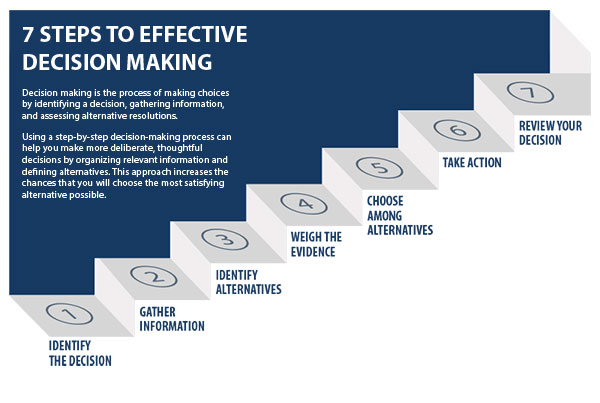 7 STEPS TO EFFECTIVE
DECISION MAKING
Decision making is the process of making choices
by identifying a decision, gathering information,
and assessing alternative resolutions.
Using a step-by-step decision-making process can
help you make more deliberate, thoughtful
decisions by organizing relevant information and
defining alternatives. This approach increases the
chances that you will choose the most satisfying
alternative possible.
1
IDENTIFY
THE DECISION
2
GATHER
INFORMATION
3
IDENTIFY
ALTERNATIVES
4
WEIGH THE
EVIDENCE
5
CHOOSE
AMONG
ALTERNATIVES
6
TAKE ACTION
7
REVIEW YOUR
DECISION